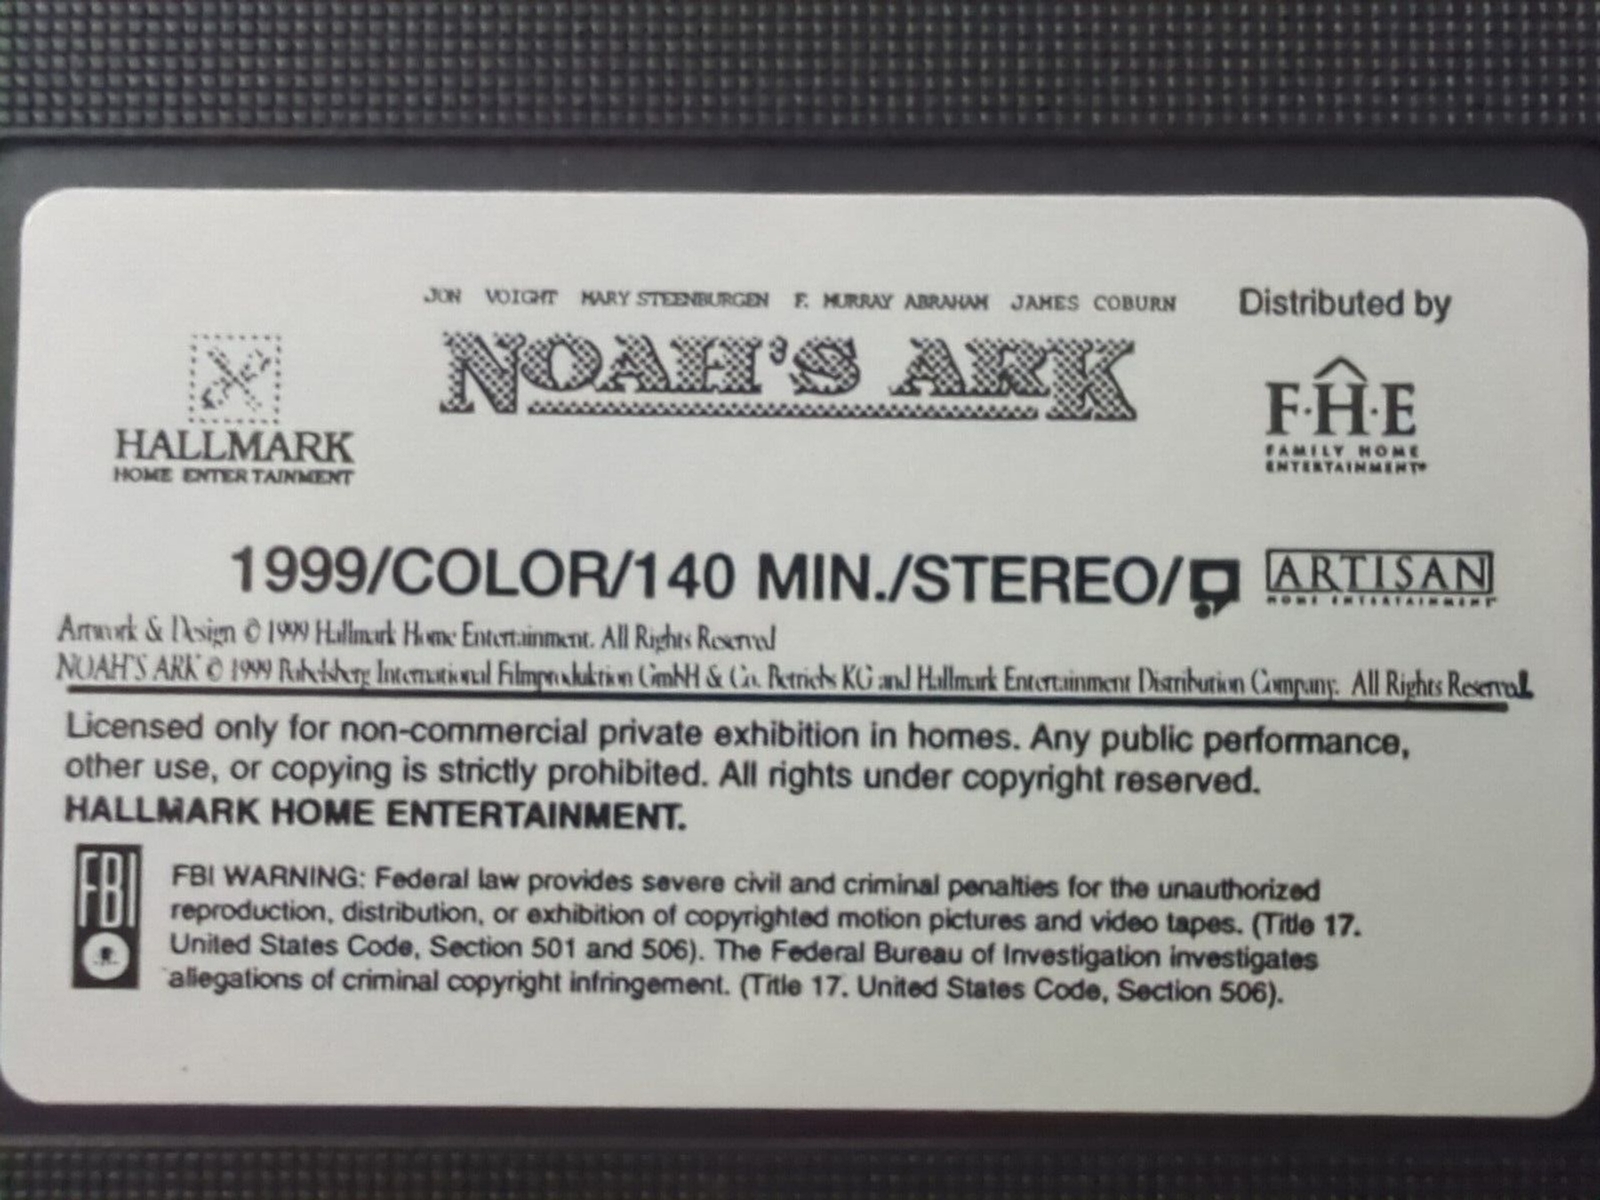 JON VOIGHT MARY STEENBURGEN F. MURRAY ABRAHAM JAMES COBURN
NOAH'S ARK
HALLMARK
HOME ENTERTAINMENT
Distributed by
F·H·E
FAMILY HOME
ENTERTAINMENT®
1999/COLOR/140 MIN./STEREO/
ARTISAN
HOME ENTERTAINMENT
Artwork & Design © 1999 Hallmark Home Entertainment. All Rights Reserved
NOAH'S ARK © 1999 International Filmproduktion GmbH & Co. Betriebs KG and Hallmark Entertainment Distribution Company. All Rights Reserved.
Licensed only for non-commercial private exhibition in homes. Any public performance,
other use, or copying is strictly prohibited. All rights under copyright reserved.
HALLMARK HOME ENTERTAINMENT.
FBI
FBI WARNING: Federal law provides severe civil and criminal penalties for the unauthorized
reproduction, distribution, or exhibition of copyrighted motion pictures and video tapes. (Title 17.
United States Code, Section 501 and 506). The Federal Bureau of Investigation investigates
allegations of criminal copyright infringement. (Title 17. United States Code, Section 506).